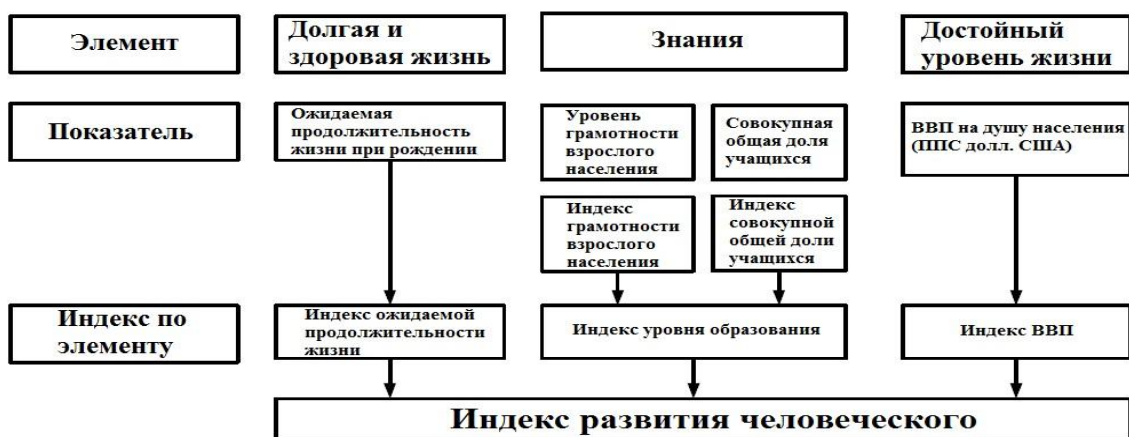 Элемент
Долгая и
здоровая жизнь
Знания
Достойный
уровень жизни
Показатель
Ожидаемая
продолжительность
жизни при рождении
Уровень
грамотности
взрослого
населения
Совокупная
общая доля
учащихся
ВВП на душу населения
(ППС долл. США)
Индекс
грамотности
взрослого
населения
Индекс
совокупной
общей доли
учащихся
Индекс по
элементу
Индекс ожидаемой
продолжительности
жизни
Индекс уровня образования
Индекс ВВП
Индекс развития человеческого